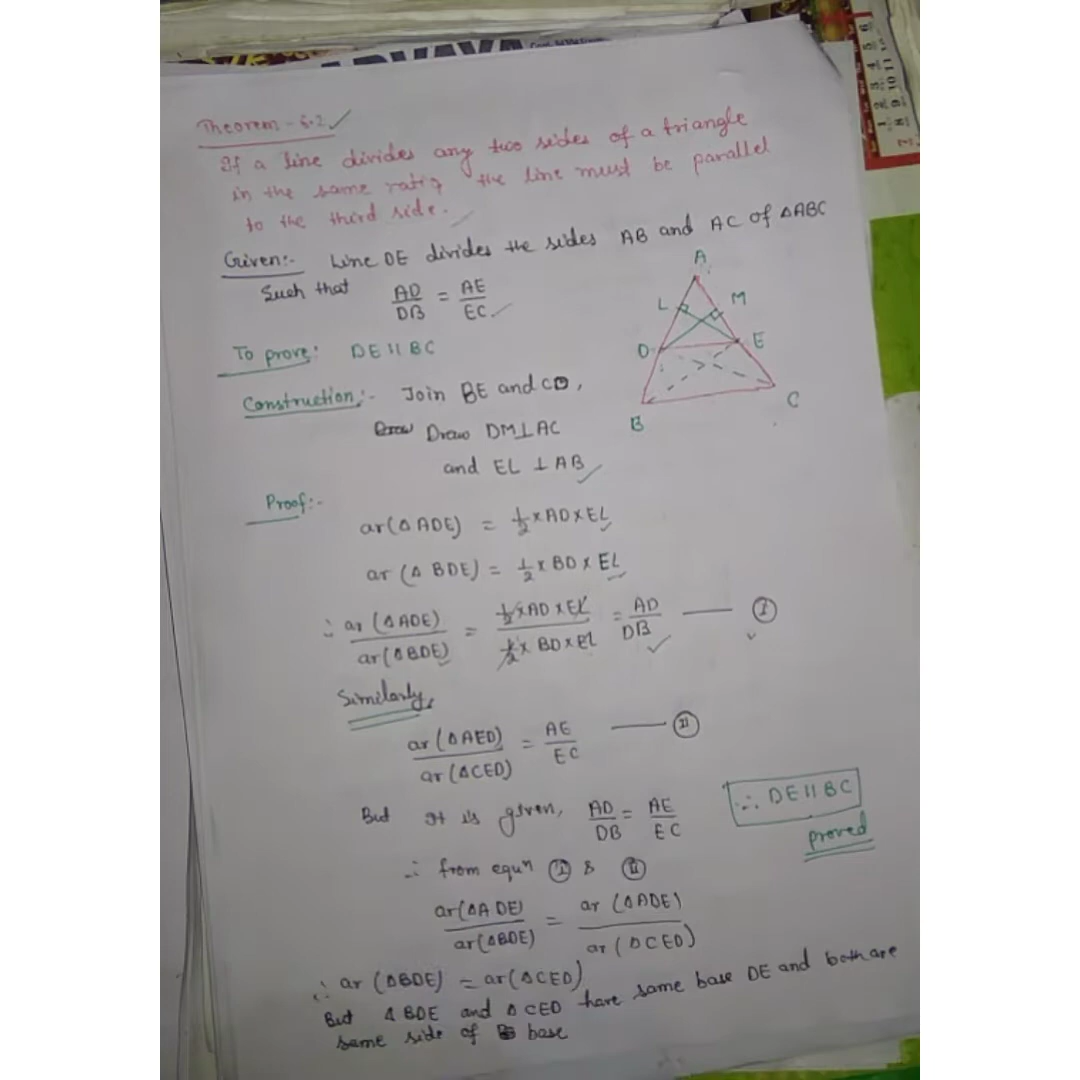 Theorem - 6.2
If a line divides any two sides of a triangle
in the same ratio, the line must be parallel
to the third side.
Given:- Line DE divides the sides AB and AC of ΔABC
Such that AD/DB = AE/EC
To prove: DE || BC
Construction:- Join BE and CD,
Draw DM⊥AC
and EL ⊥ AB
A
L
M
D
E
B
C
Proof:-
ar(Δ ADE) = 1/2 × AD × EL
ar (Δ BDE) = 1/2 × BD × EL
∴ ar (ΔADE)/ar(ΔBDE) = 1/2 × AD × EL / 1/2 × BD × EL = AD/DB —— I
Similarly,
ar (ΔAED)/ar (ΔCED) = AE/EC —— II
But it is given, AD/DB = AE/EC
∴ from equn I & II
ar(ΔADE)/ar(ΔBDE) = ar (ΔADE)/ar (ΔCED)
∴ ar (ΔBDE) = ar(ΔCED)
But Δ BDE and Δ CED have same base DE and both are
same side of base
∴ DE || BC
proved